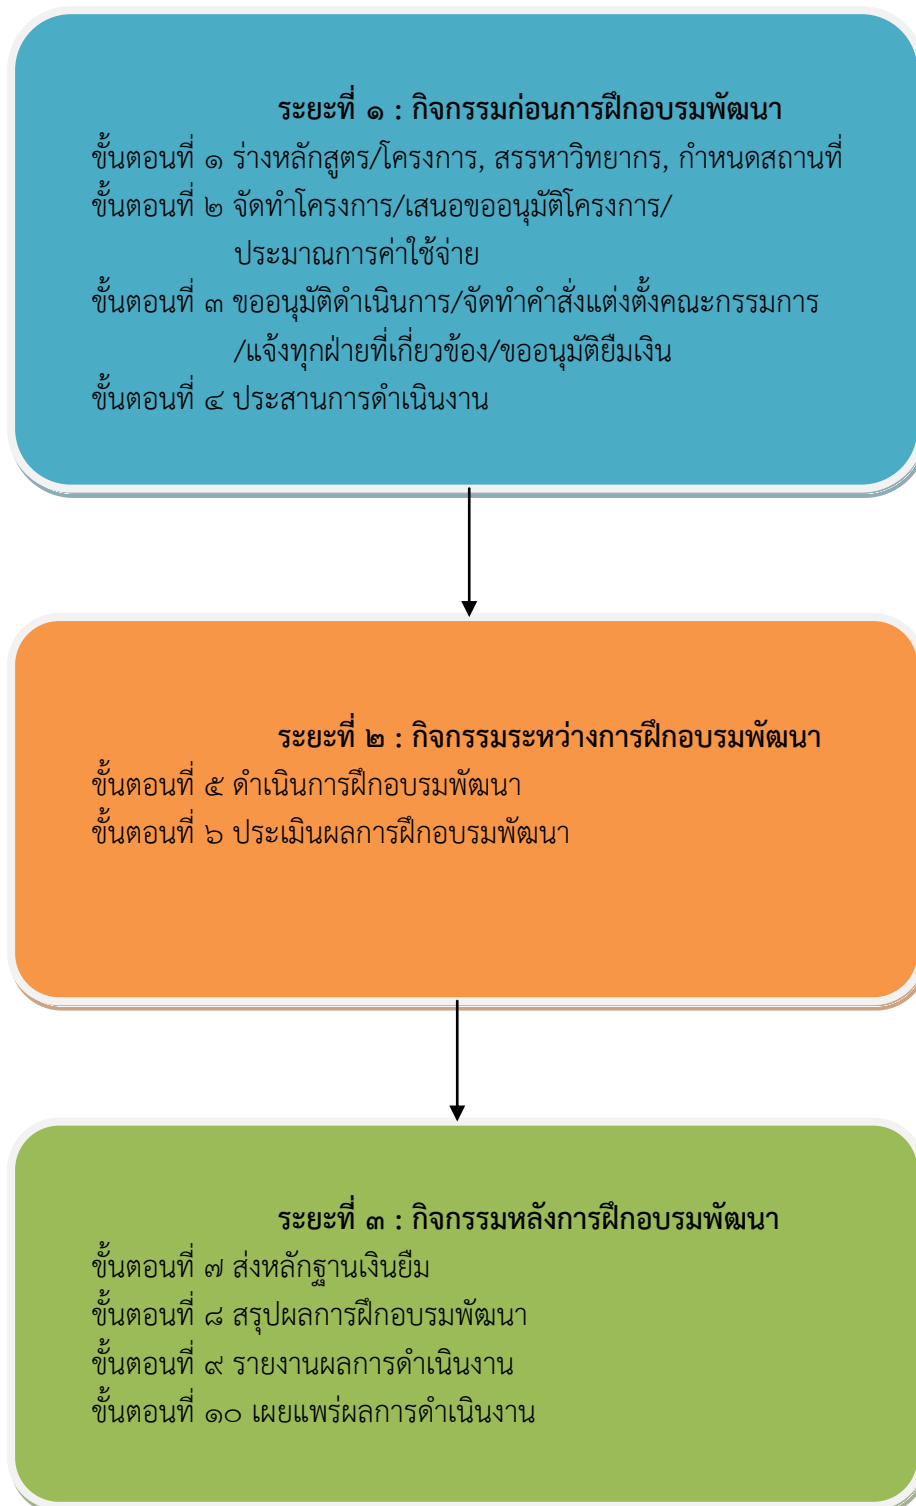 ระยะที่ ๑ : กิจกรรมก่อนการฝึกอบรมพัฒนา
ขั้นตอนที่ ๑ ร่างหลักสูตร/โครงการ, สรรหาวิทยากร, กำหนดสถานที่
ขั้นตอนที่ ๒ จัดทำโครงการ/เสนอขออนุมัติโครงการ/
ประมาณการค่าใช้จ่าย
ขั้นตอนที่ ๓ ขออนุมัติดำเนินการ/จัดทำคำสั่งแต่งตั้งคณะกรรมการ
/แจ้งทุกฝ่ายที่เกี่ยวข้อง/ขออนุมัติยืมเงิน
ขั้นตอนที่ ๔ ประสานการดำเนินงาน
ระยะที่ ๒ : กิจกรรมระหว่างการฝึกอบรมพัฒนา
ขั้นตอนที่ ๕ ดำเนินการฝึกอบรมพัฒนา
ขั้นตอนที่ ๖ ประเมินผลการฝึกอบรมพัฒนา
ระยะที่ ๓ : กิจกรรมหลังการฝึกอบรมพัฒนา
ขั้นตอนที่ ๗ ส่งหลักฐานเงินยืม
ขั้นตอนที่ ๘ สรุปผลการฝึกอบรมพัฒนา
ขั้นตอนที่ ๙ รายงานผลการดำเนินงาน
ขั้นตอนที่ ๑๐ เผยแพร่ผลการดำเนินงาน